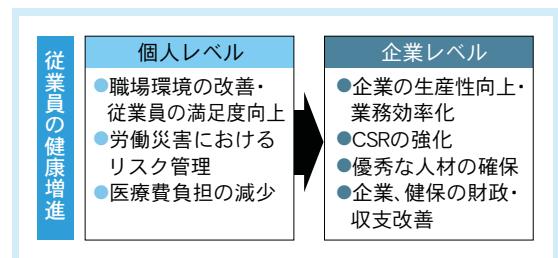 従業員の健康増進
個人レベル
●職場環境の改善・
従業員の満足度向上
●労働災害における
リスク管理
●医療費負担の減少
企業レベル
●企業の生産性向上・
業務効率化
●CSRの強化
●優秀な人材の確保
●企業、健保の財政・
収支改善